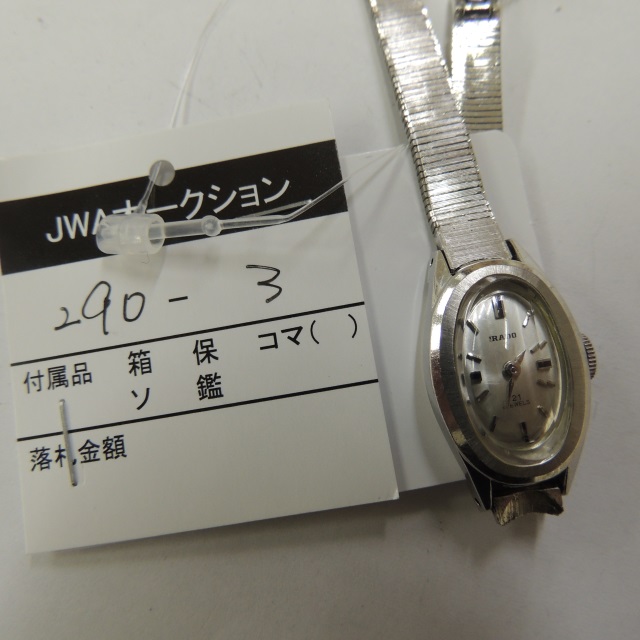 JWAオークション
290-3
付属品 箱 保 コマ( )
ソ 鑑
落札金額
21